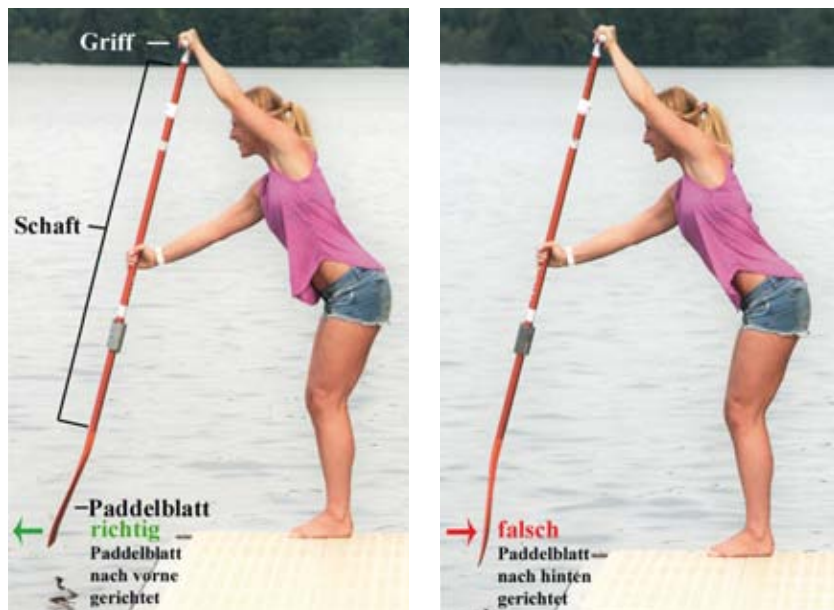 Griff
Schaft
Paddelblatt
richtig
Paddelblatt
nach vorne
gerichtet
falsch
Paddelblatt
nach hinten
gerichtet